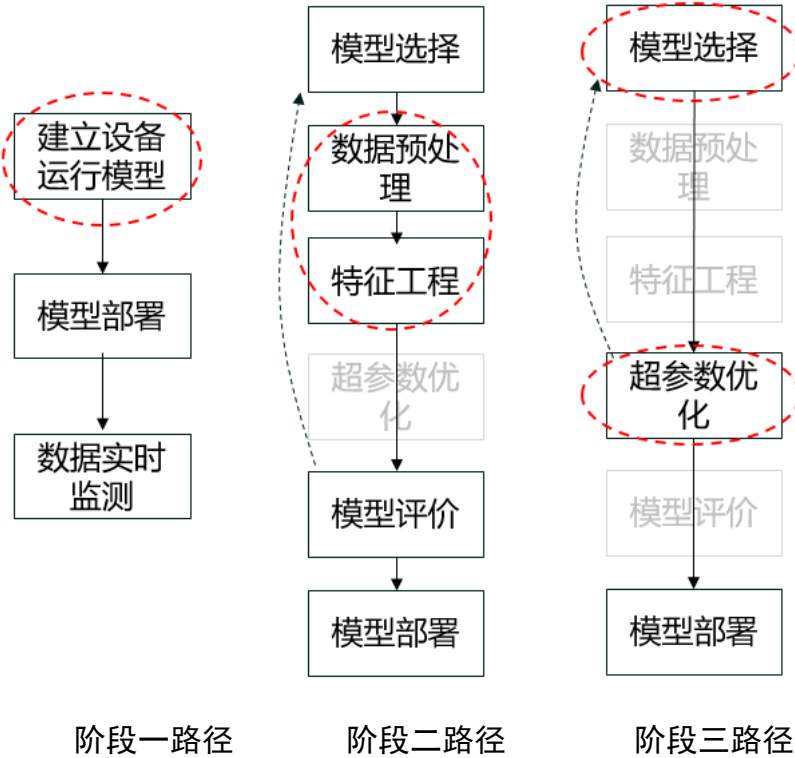 建立设备
运行模型
模型部署
数据实时
监测
阶段一路径
模型选择
数据预处
理
特征工程
超参数优
化
模型评价
模型部署
阶段二路径
模型选择
数据预处
理
特征工程
超参数优
化
模型评价
模型部署
阶段三路径